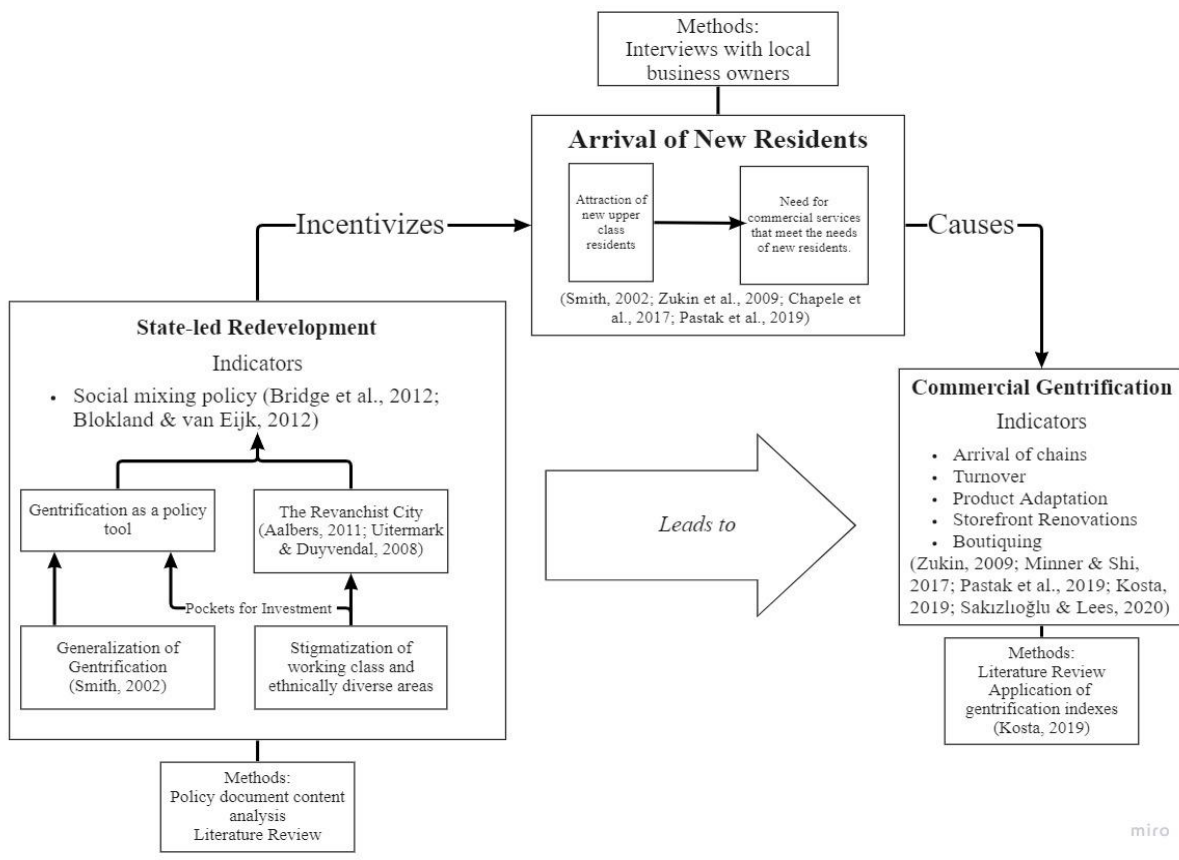 Methods:
Interviews with local
business owners
Arrival of New Residents
Attraction of
new upper
class
residents
Need for
commercial services
that meet the needs
of new residents.
(Smith, 2002; Zukin et al., 2009; Chapele et
al., 2017; Pastak et al., 2019)
Incentivizes
Causes
State-led Redevelopment
Indicators
• Social mixing policy (Bridge et al., 2012;
Blokland & van Eijk, 2012)
Gentrification as a policy
tool
The Revanchist City
(Aalbers, 2011; Uitermark
& Duyvendal, 2008)
Pockets for Investment
Generalization of
Gentrification
(Smith, 2002)
Stigmatization of
working class and
ethnically diverse areas
Methods:
Policy document content
analysis
Literature Review
Leads to
Commercial Gentrification
Indicators
• Arrival of chains
• Turnover
• Product Adaptation
• Storefront Renovations
• Boutiquing
(Zukin, 2009; Minner & Shi,
2017; Pastak et al., 2019; Kosta,
2019; Sakızlıoğlu & Lees, 2020)
Methods:
Literature Review
Application of
gentrification indexes
(Kosta, 2019)
miro